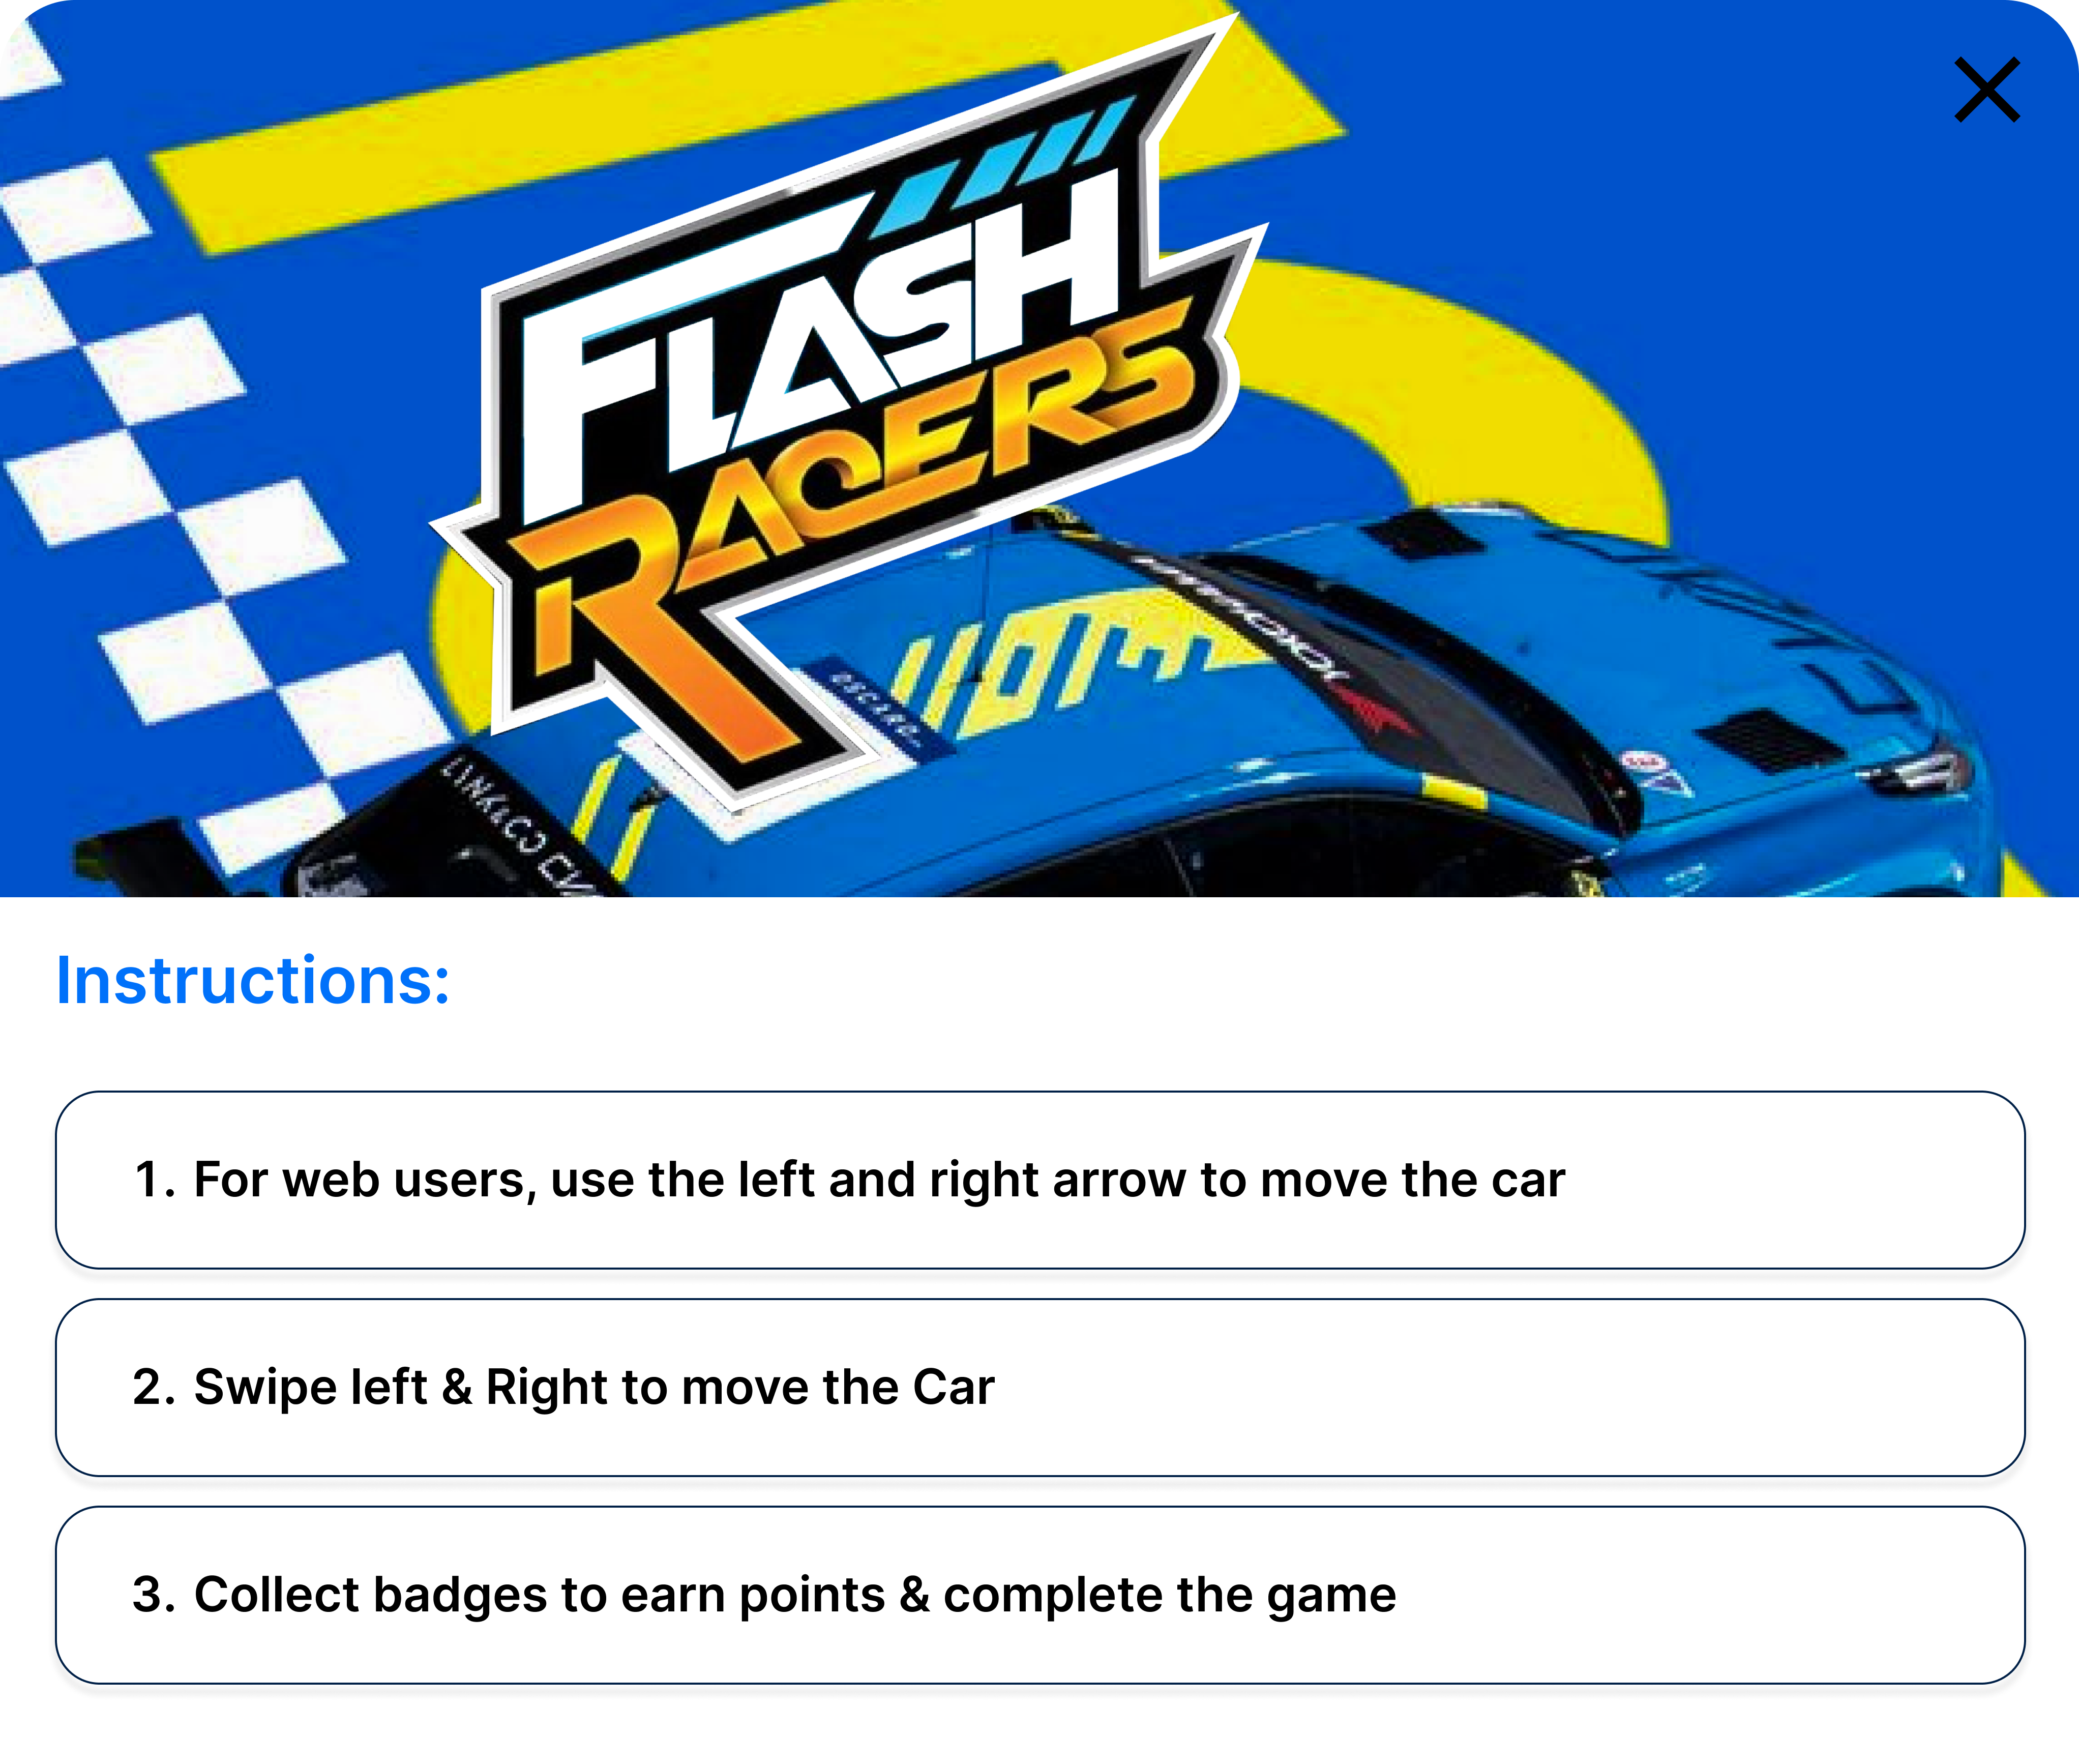 FLASH
RACERS
Instructions:
1. For web users, use the left and right arrow to move the car
2. Swipe left & Right to move the Car
3. Collect badges to earn points & complete the game